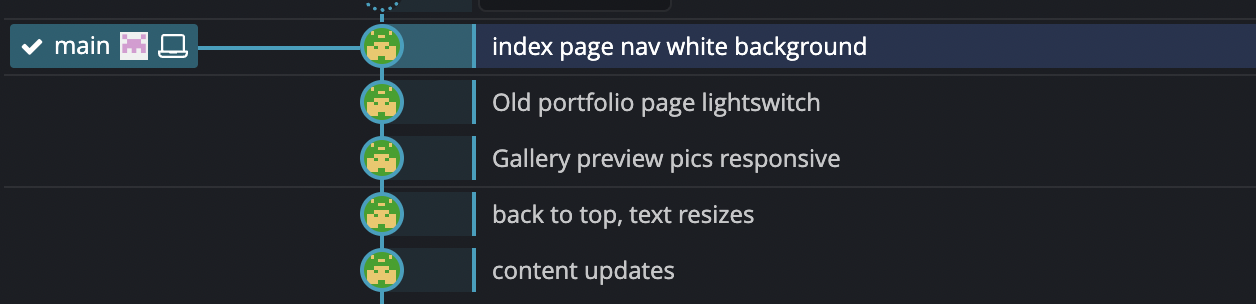 main
index page nav white background
Old portfolio page lightswitch
Gallery preview pics responsive
back to top, text resizes
content updates